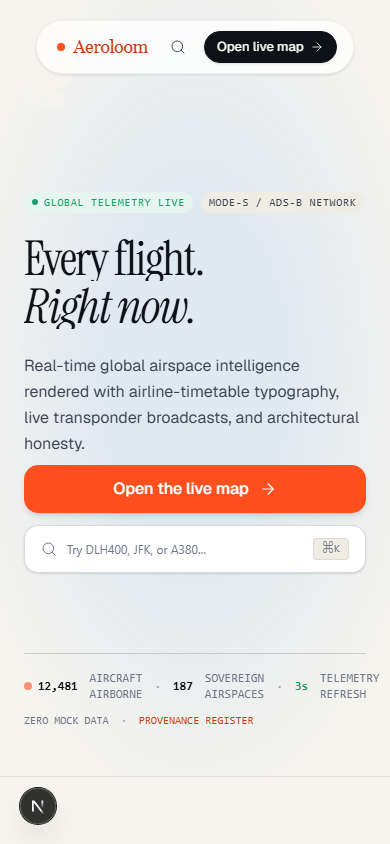 Aeroloom
Open live map →
GLOBAL TELEMETRY LIVE
MODE-S / ADS-B NETWORK
Every flight.
Right now.
Real-time global airspace intelligence
rendered with airline-timetable typography,
live transponder broadcasts, and architectural
honesty.
Open the live map →
Try DLH400, JFK, or A380...
⌘K
12,481 AIRCRAFT AIRBORNE · 187 SOVEREIGN AIRSPACES · 3s TELEMETRY REFRESH
ZERO MOCK DATA · PROVENANCE REGISTER
N